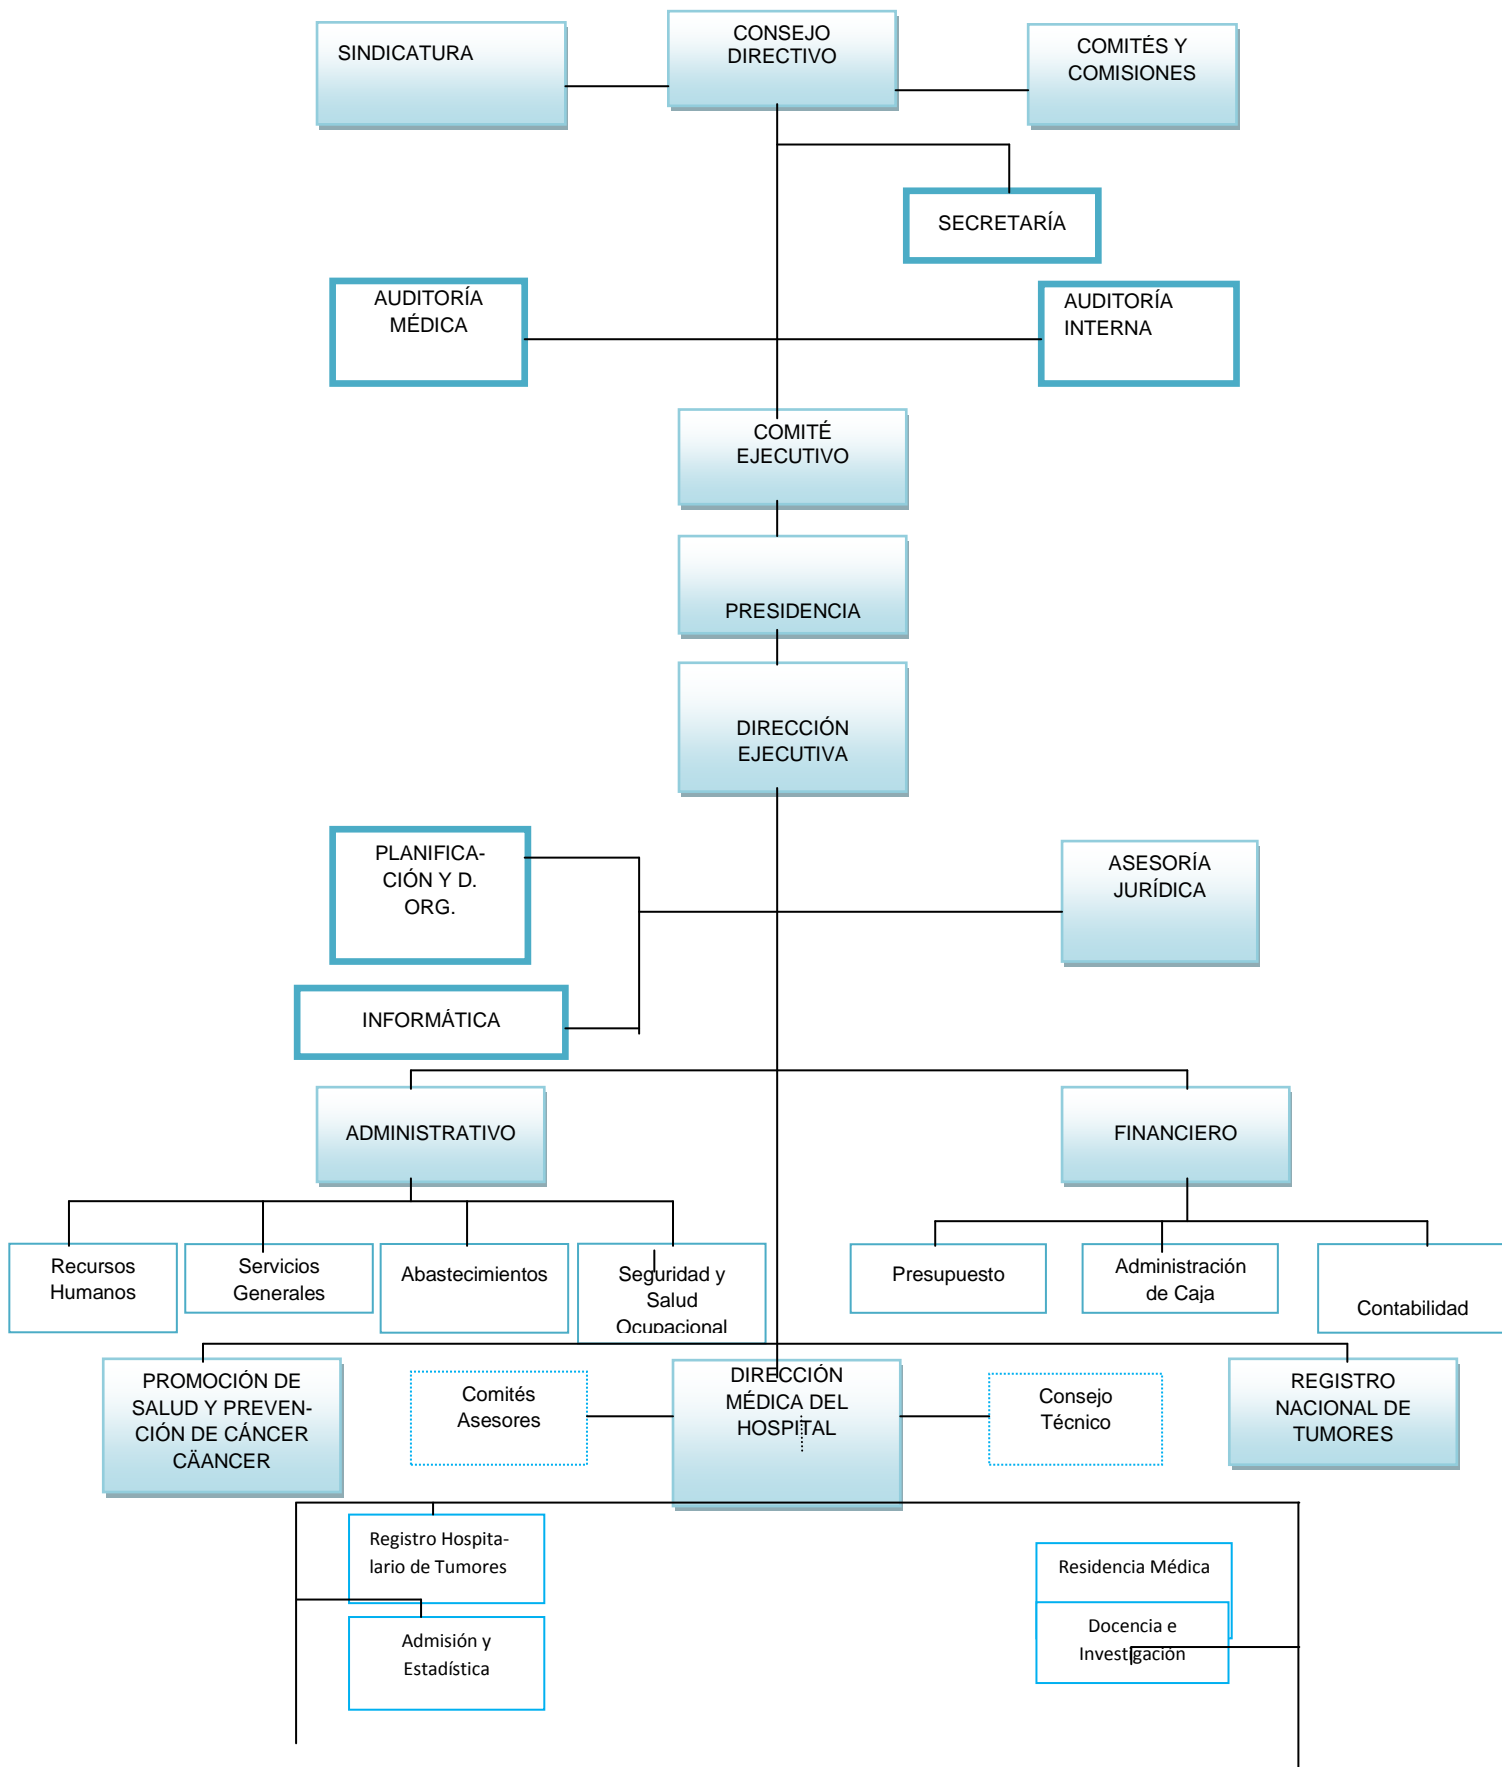 SINDICATURA
CONSEJO
DIRECTIVO
COMITÉS Y
COMISIONES
SECRETARÍA
AUDITORÍA
MÉDICA
AUDITORÍA
INTERNA
COMITÉ
EJECUTIVO
PRESIDENCIA
DIRECCIÓN
EJECUTIVA
PLANIFICA-
CIÓN Y D.
ORG.
ASESORÍA
JURÍDICA
INFORMÁTICA
ADMINISTRATIVO
FINANCIERO
Recursos
Humanos
Servicios
Generales
Abastecimientos
Seguridad y
Salud
Ocupacional
Presupuesto
Administración
de Caja
Contabilidad
PROMOCIÓN DE
SALUD Y PREVEN-
CIÓN DE CÁNCER
CÄANCER
Comités
Asesores
DIRECCIÓN
MÉDICA DEL
HOSPITAL
Consejo
Técnico
REGISTRO
NACIONAL DE
TUMORES
Registro Hospita-
lario de Tumores
Residencia Médica
Admisión y
Estadística
Docencia e
Investigación